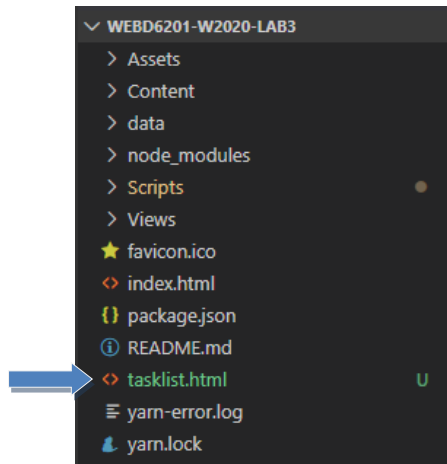 WEBD6201-W2020-LAB3
Assets
Content
data
node_modules
Scripts
Views
favicon.ico
index.html
package.json
README.md
tasklist.html U
yarn-error.log
yarn.lock